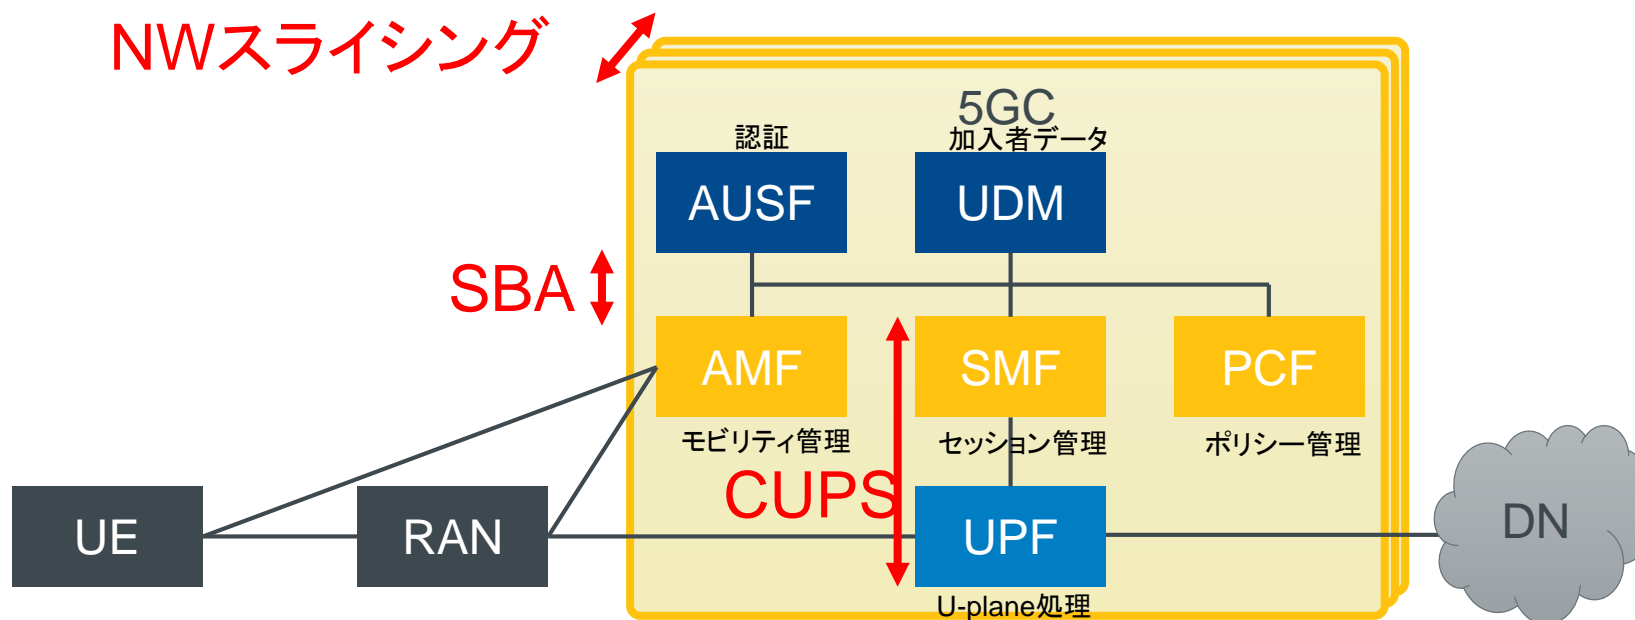 NWスライシング
5GC
認証
加入者データ
AUSF
UDM
SBA
AMF
SMF
PCF
モビリティ管理
セッション管理
ポリシー管理
CUPS
UE
RAN
UPF
DN
U-plane処理